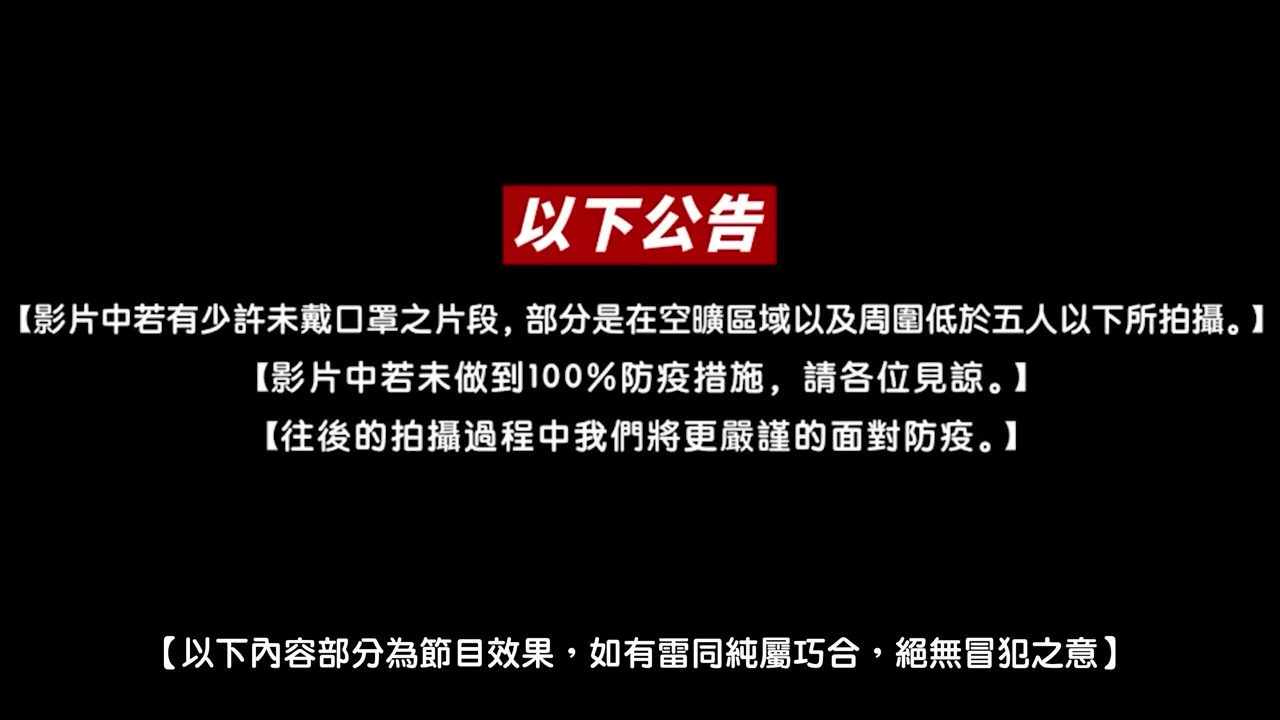 以下公告
【影片中若有少許未戴口罩之片段,部分是在空曠區域以及周圍低於五人以下所拍攝。】
【影片中若未做到100%防疫措施,請各位見諒。】
【往後的拍攝過程中我們將更嚴謹的面對防疫。】
【以下內容部分為節目效果，如有雷同純屬巧合，絕無冒犯之意】